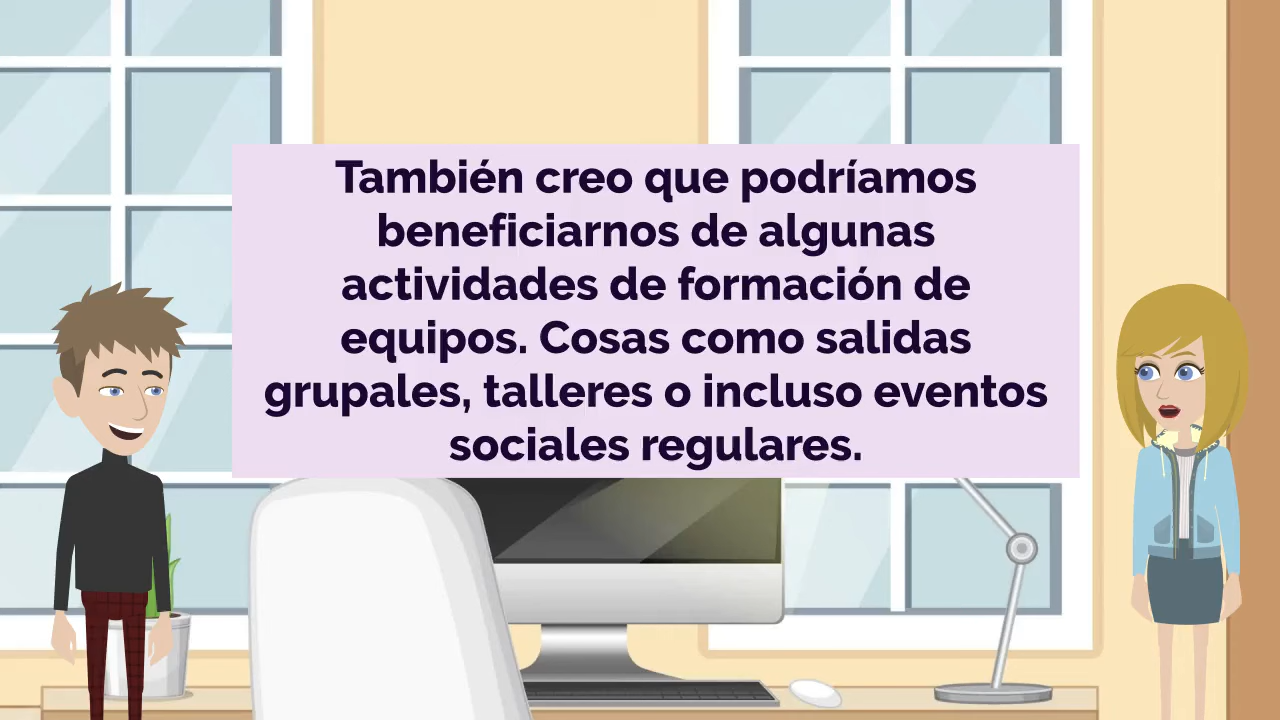 También creo que podríamos
beneficiarnos de algunas
actividades de formación de
equipos. Cosas como salidas
grupales, talleres o incluso eventos
sociales regulares.